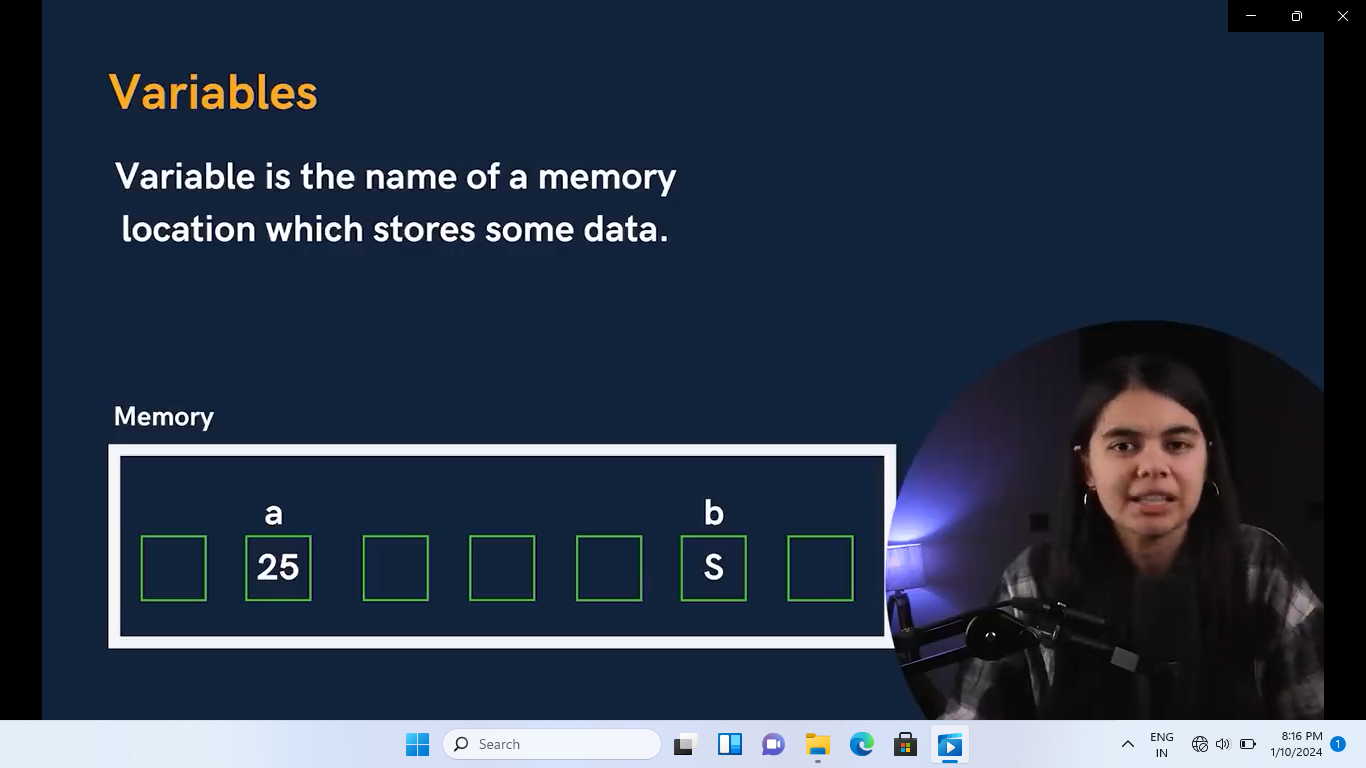 Variables
Variable is the name of a memory
location which stores some data.
Memory
a
b
25
S
Search
ENG
IN
8:16 PM
1/10/2024
1